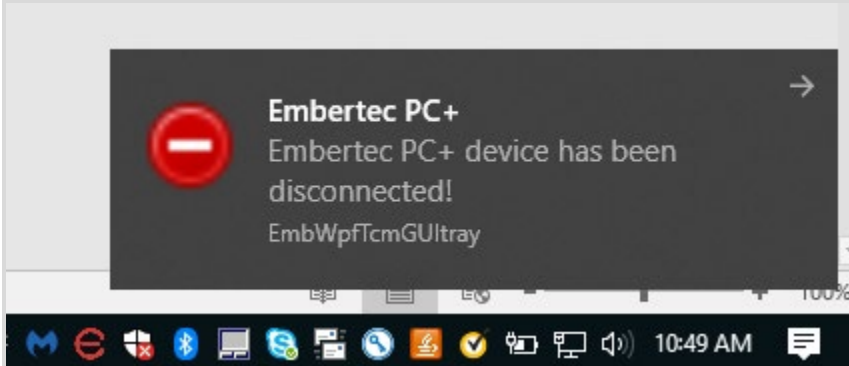 Embertec PC+
Embertec PC+ device has been
disconnected!
EmbWpfTcmGUItray
100%
10:49 AM